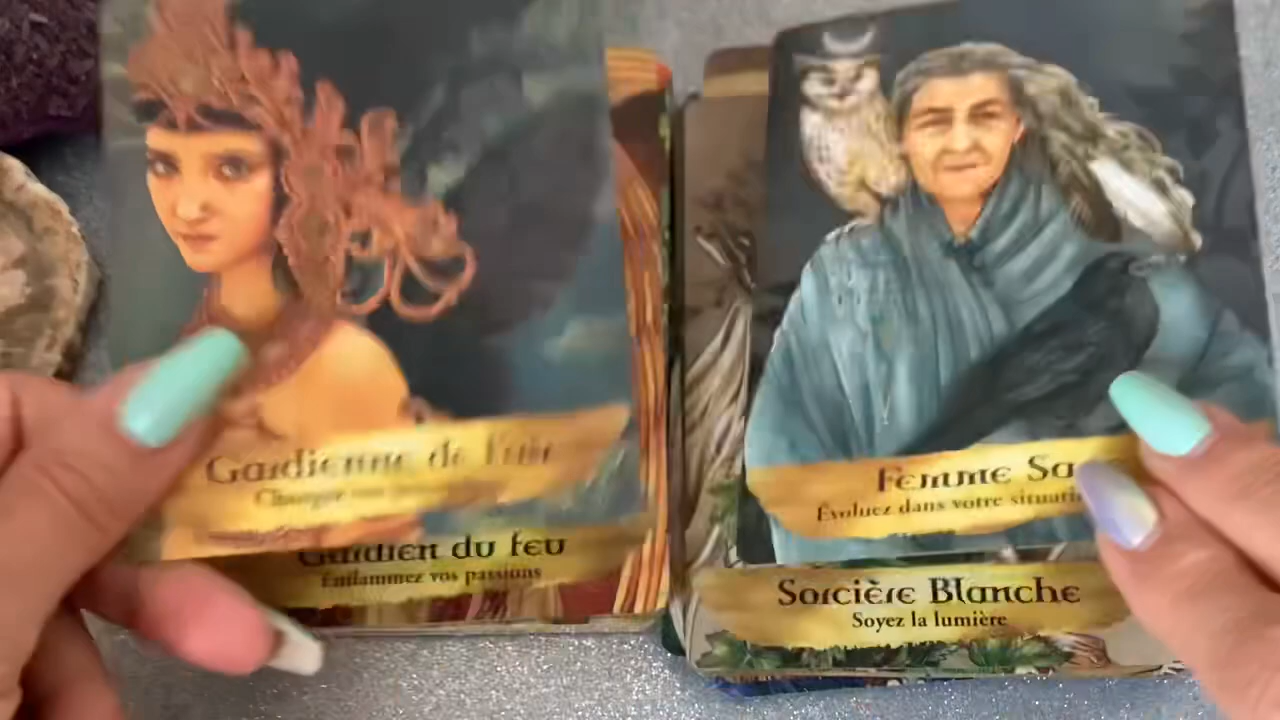 Gardienne de
Gardien du feu
Enflammez vos passions
Femme Sa
Évoluez dans votre situati
Sorcière Blanche
Soyez la lumière